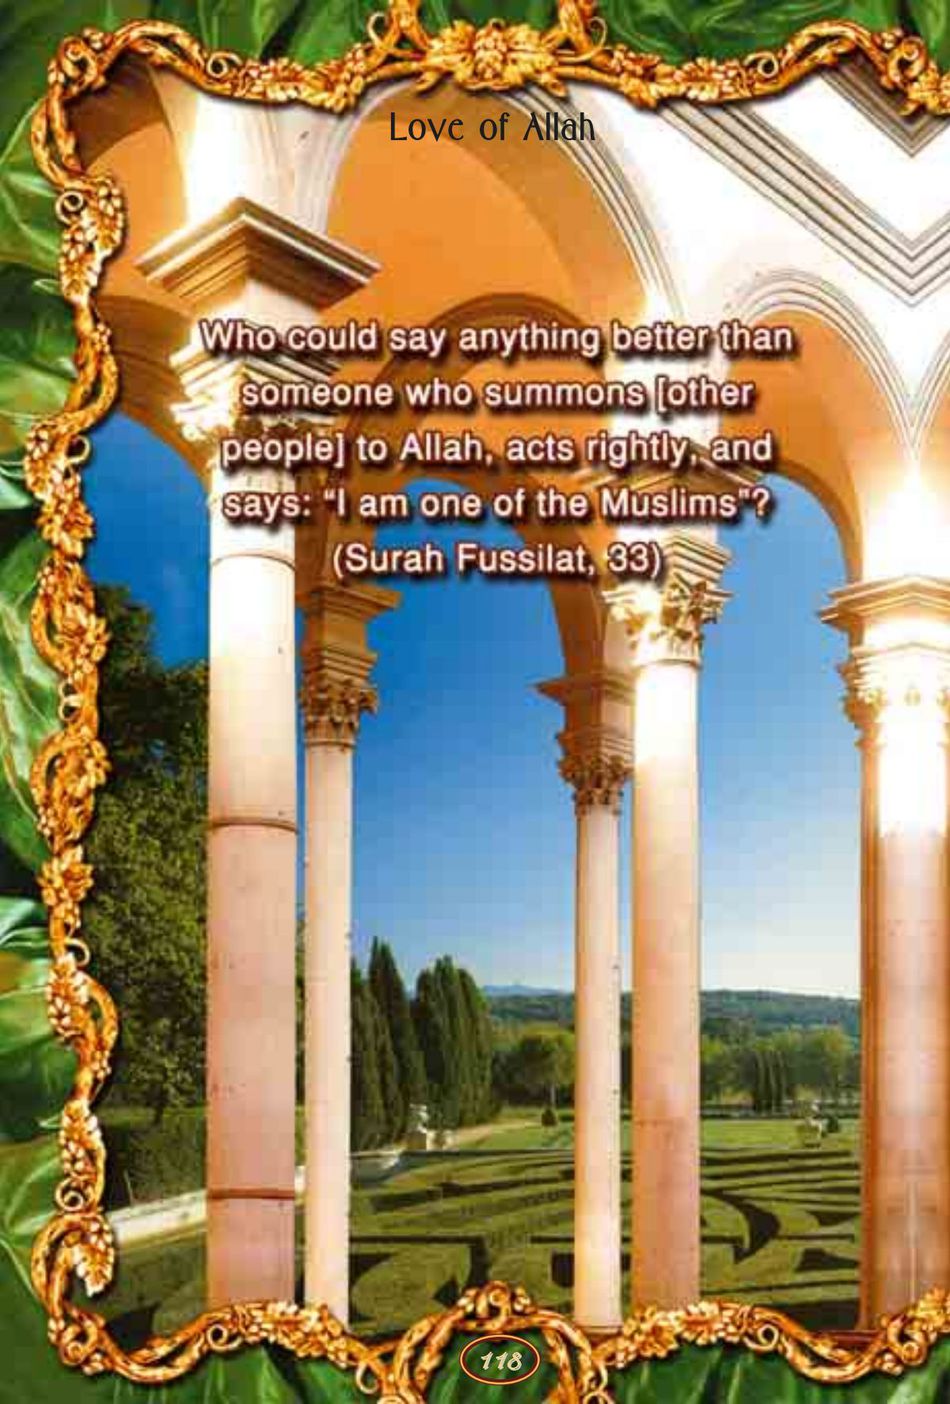 Love of Allah
Who could say anything better than
someone who summons [other
people] to Allah, acts rightly, and
says: “I am one of the Muslims”?
(Surah Fussilat, 33)
118